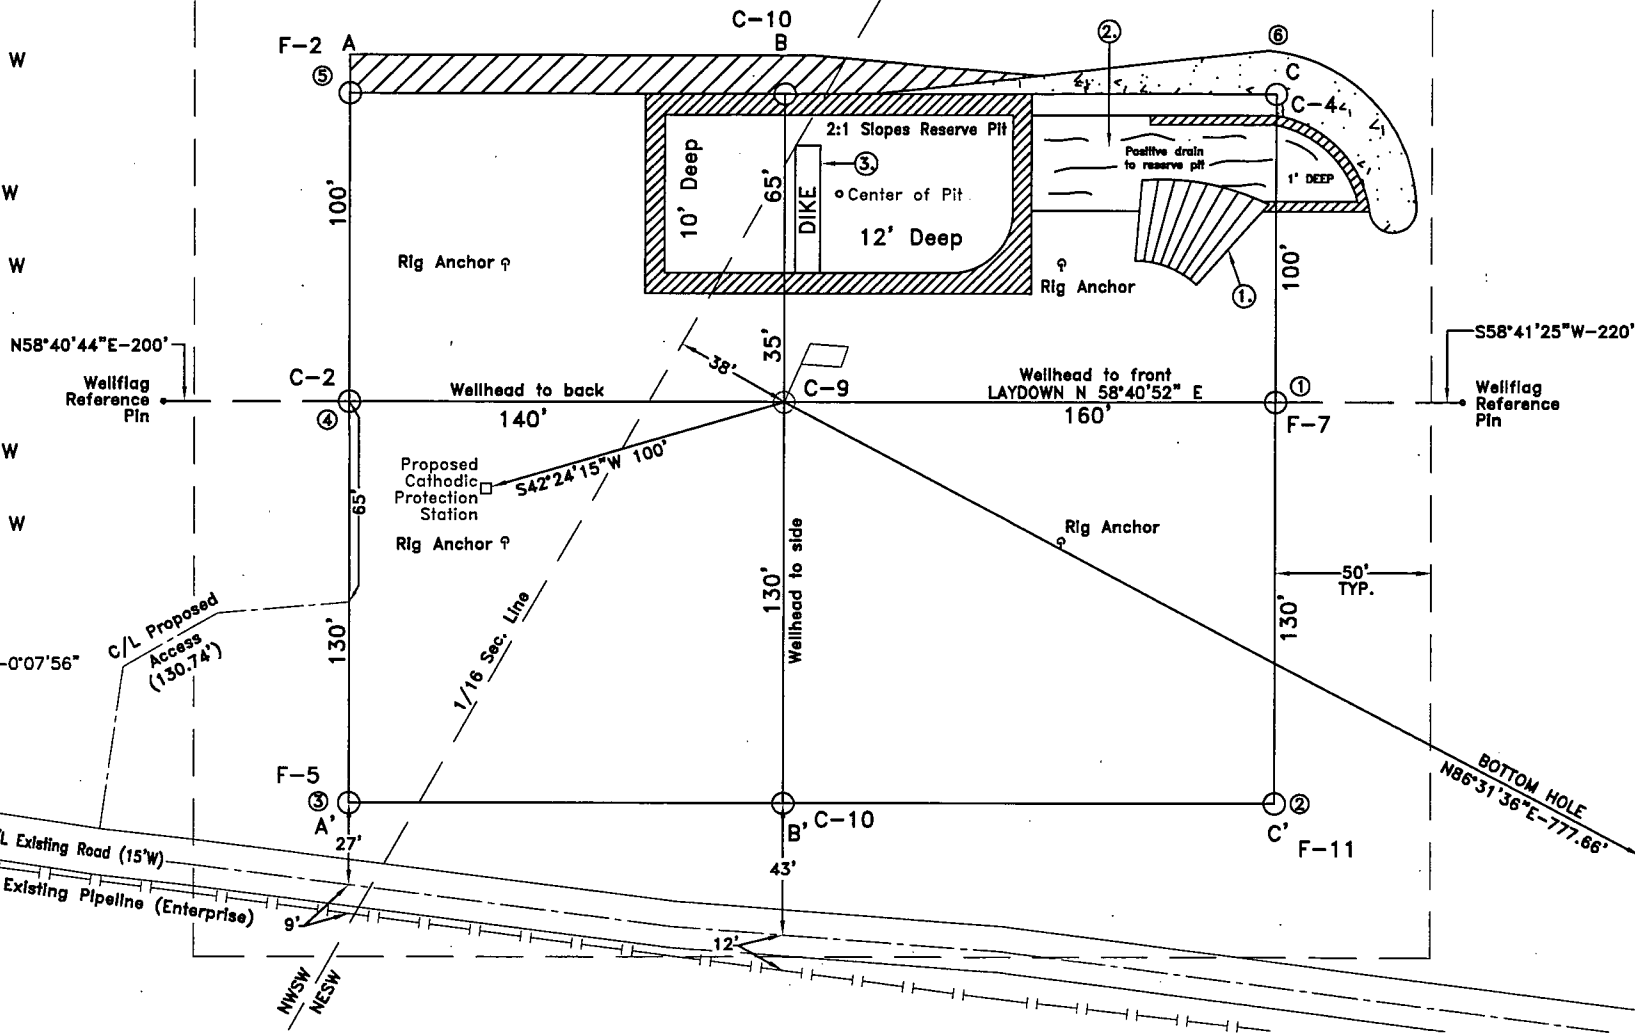 C-10
F-2 A B
⑤
2.
⑥
C
C-4
W
W
W
W
W
2:1 Slopes Reserve Pit
Positive drain
to reserve pit
1' DEEP
10' Deep
65'
DIKE
3.
Center of Pit
12' Deep
100'
100'
Rig Anchor
Rig Anchor
1.
N58°40'44"E-200'
S58°41'25"W-220'
35'
38'
Wellflag
Reference
Pin
C-2
④
Wellhead to back
140'
C-9
Wellhead to front
LAYDOWN N 58°40'52" E
160'
①
F-7
Wellflag
Reference
Pin
Proposed
Cathodic
Protection
Station
S42°24'15"W 100'
65'
Rig Anchor
Rig Anchor
130'
Wellhead to side
50'
TYP.
C/L Proposed
Access
(130.74')
-0°07'56"
130'
130'
1/16 Sec. Line
BOTTOM HOLE
N86°31'36"E-777.66'
F-5
③
A'
27'
B' C-10
43'
②
C'
F-11
/L Existing Road (15'W)
Existing Pipeline (Enterprise)
9'
12'
NWSW
NESW